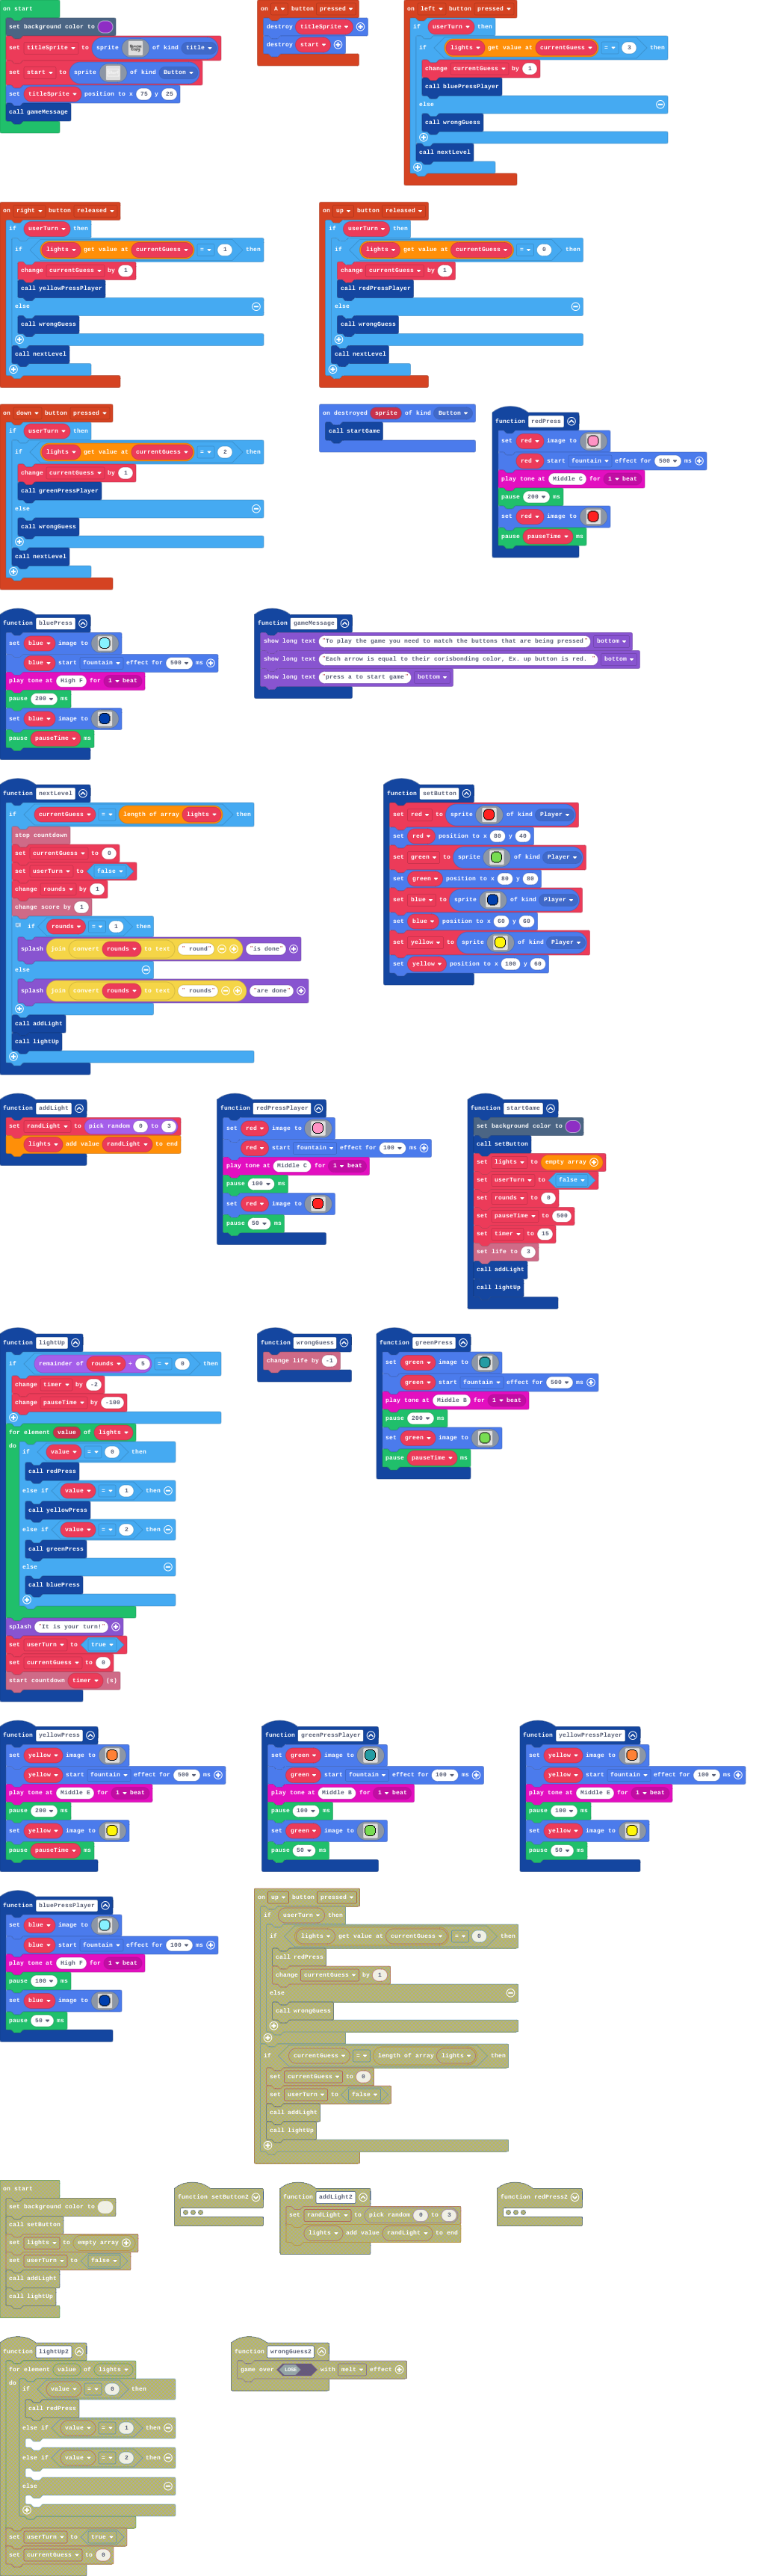 on start
set background color to
set titleSprite to sprite of kind title
set start to sprite of kind Button
set titleSprite position to x 75 y 25
call gameMessage
on A button pressed
destroy titleSprite
destroy start
on left button pressed
if userTurn then
if lights get value at currentGuess = 3 then
change currentGuess by 1
call bluePressPlayer
else
call wrongGuess
call nextLevel
on right button released
if userTurn then
if lights get value at currentGuess = 1 then
change currentGuess by 1
call yellowPressPlayer
else
call wrongGuess
call nextLevel
on up button released
if userTurn then
if lights get value at currentGuess = 0 then
change currentGuess by 1
call redPressPlayer
else
call wrongGuess
call nextLevel
on down button pressed
if userTurn then
if lights get value at currentGuess = 2 then
change currentGuess by 1
call greenPressPlayer
else
call wrongGuess
call nextLevel
on destroyed sprite of kind Button
call startGame
function redPress
set red image to
red start fountain effect for 500 ms
play tone at Middle C for 1 beat
pause 200 ms
set red image to
pause pauseTime ms
function bluePress
set blue image to
blue start fountain effect for 500 ms
play tone at High F for 1 beat
pause 200 ms
set blue image to
pause pauseTime ms
function gameMessage
show long text "To play the game you need to match the buttons that are being pressed" bottom
show long text "Each arrow is equal to their corisbonding color, Ex. up button is red. " bottom
show long text "press a to start game" bottom
function nextLevel
if currentGuess = length of array lights then
stop countdown
set currentGuess to 0
set userTurn to false
change rounds by 1
change score by 1
if rounds = 1 then
splash join convert rounds to text " round" "is done"
else
splash join convert rounds to text " rounds" "are done"
call addLight
call lightUp
function setButton
set red to sprite of kind Player
set red position to x 80 y 40
set green to sprite of kind Player
set green position to x 80 y 80
set blue to sprite of kind Player
set blue position to x 60 y 60
set yellow to sprite of kind Player
set yellow position to x 100 y 60
function addLight
set randLight to pick random 0 to 3
lights add value randLight to end
function redPressPlayer
set red image to
red start fountain effect for 100 ms
play tone at Middle C for 1 beat
pause 100 ms
set red image to
pause 50 ms
function startGame
set background color to
call setButton
set lights to empty array
set userTurn to false
set rounds to 0
set pauseTime to 500
set timer to 15
set life to 3
call addLight
call lightUp
function lightUp
if remainder of rounds ÷ 5 = 0 then
change timer by -2
change pauseTime by -100
for element value of lights
do
if value = 0 then
call redPress
else if value = 1 then
call yellowPress
else if value = 2 then
call greenPress
else
call bluePress
splash "It is your turn!"
set userTurn to true
set currentGuess to 0
start countdown timer (s)
function wrongGuess
change life by -1
function greenPress
set green image to
green start fountain effect for 500 ms
play tone at Middle B for 1 beat
pause 200 ms
set green image to
pause pauseTime ms
function yellowPress
set yellow image to
yellow start fountain effect for 500 ms
play tone at Middle E for 1 beat
pause 200 ms
set yellow image to
pause pauseTime ms
function greenPressPlayer
set green image to
green start fountain effect for 100 ms
play tone at Middle B for 1 beat
pause 100 ms
set green image to
pause 50 ms
function yellowPressPlayer
set yellow image to
yellow start fountain effect for 100 ms
play tone at Middle E for 1 beat
pause 100 ms
set yellow image to
pause 50 ms
function bluePressPlayer
set blue image to
blue start fountain effect for 100 ms
play tone at High F for 1 beat
pause 100 ms
set blue image to
pause 50 ms
on up button pressed
if userTurn then
if lights get value at currentGuess = 0 then
call redPress
change currentGuess by 1
else
call wrongGuess
if currentGuess = length of array lights then
set currentGuess to 0
set userTurn to false
call addLight
call lightUp
on start
set background color to
call setButton
set lights to empty array
set userTurn to false
call addLight
call lightUp
function setButton2
function addLight2
set randLight to pick random 0 to 3
lights add value randLight to end
function redPress2
function lightUp2
for element value of lights
do
if value = 0 then
call redPress
else if value = 1 then
else if value = 2 then
else
set userTurn to true
set currentGuess to 0
function wrongGuess2
game over LOSE with melt effect